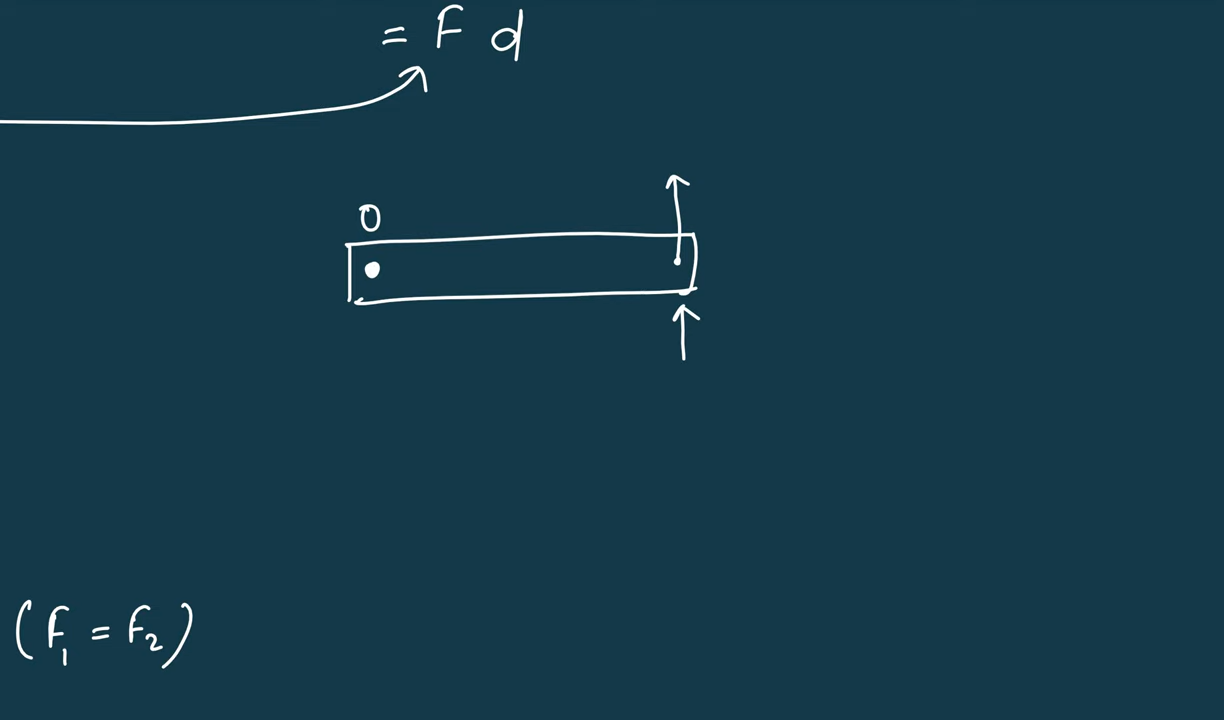 = F d
O
(F₁ = F₂)